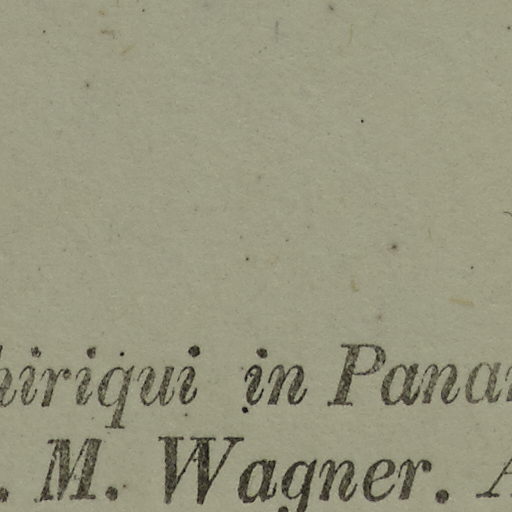 hiriqui in Pana
. M. Wagner. A